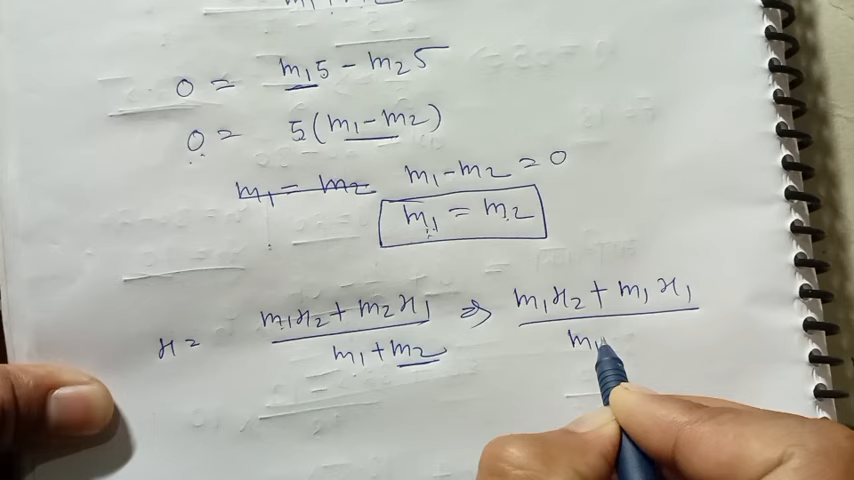 0 = m₁5 - m₂5
0 = 5(m₁-m₂)
m₁ = m₂ m₁-m₂ = 0
m₁ = m₂
x = m₁x₂ + m₂x₁ / m₁ + m₂ ⇒ m₁x₂ + m₁x₁ / m₁